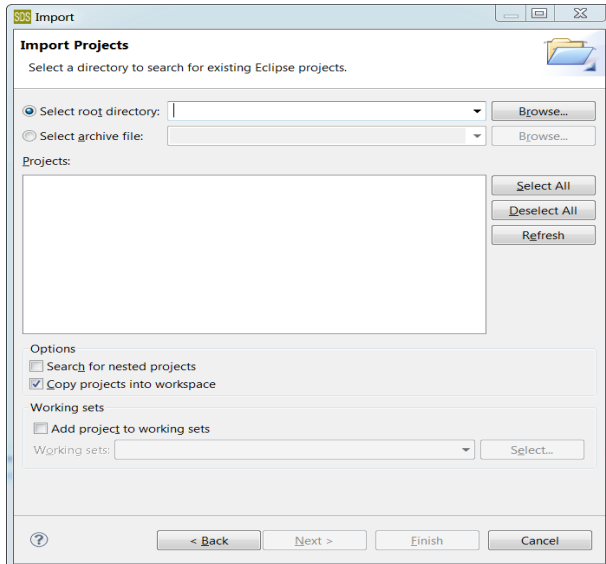 SDS Import
Import Projects
Select a directory to search for existing Eclipse projects.
Select root directory: Browse...
Select archive file: Browse...
Projects:
Select All
Deselect All
Refresh
Options
Search for nested projects
Copy projects into workspace
Working sets
Add project to working sets
Working sets: Select...
? < Back Next > Finish Cancel